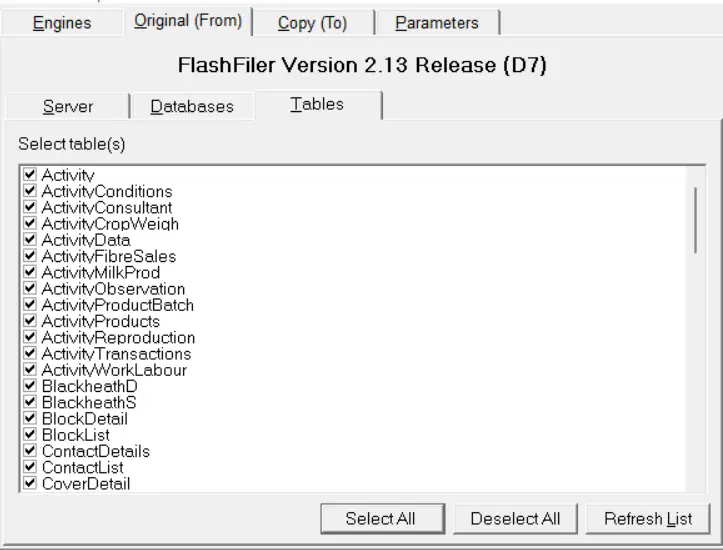 Engines Original (From) Copy (To) Parameters
FlashFiler Version 2.13 Release (D7)
Server Databases Tables
Select table(s)
Activity
ActivityConditions
ActivityConsultant
ActivityCropWeigh
ActivityData
ActivityFibreSales
ActivityMilkProd
ActivityObservation
ActivityProductBatch
ActivityProducts
ActivityReproduction
ActivityTransactions
ActivityWorkLabour
BlackheathD
BlackheathS
BlockDetail
BlockList
ContactDetails
ContactList
CoverDetail
Select All Deselect All Refresh List